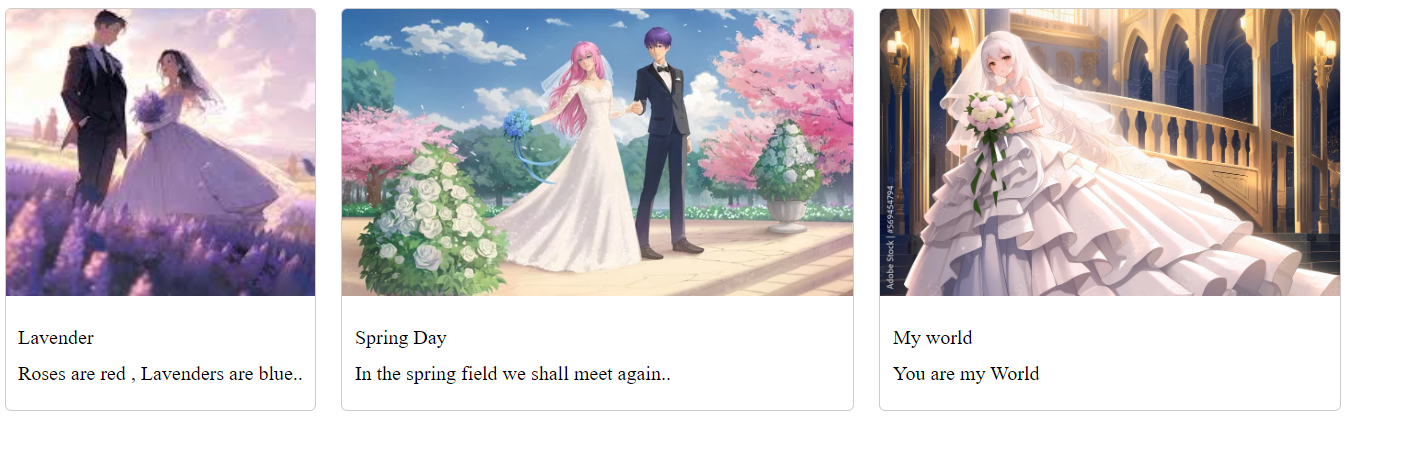 Lavender
Roses are red , Lavenders are blue..
Spring Day
In the spring field we shall meet again..
Adobe Stock | #569454794
My world
You are my World